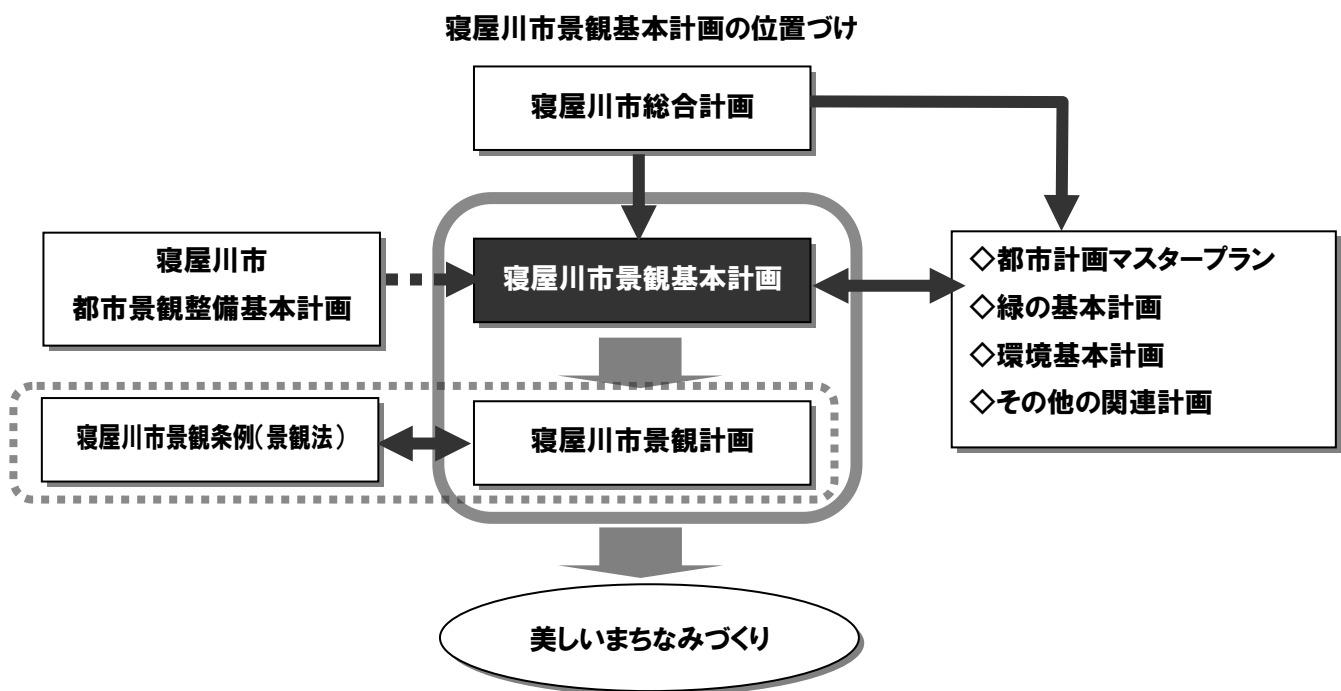 寝屋川市景観基本計画の位置づけ
寝屋川市総合計画
寝屋川市
都市景観整備基本計画
寝屋川市景観基本計画
◇都市計画マスタープラン
◇緑の基本計画
◇環境基本計画
◇その他の関連計画
寝屋川市景観条例(景観法)
寝屋川市景観計画
美しいまちなみづくり